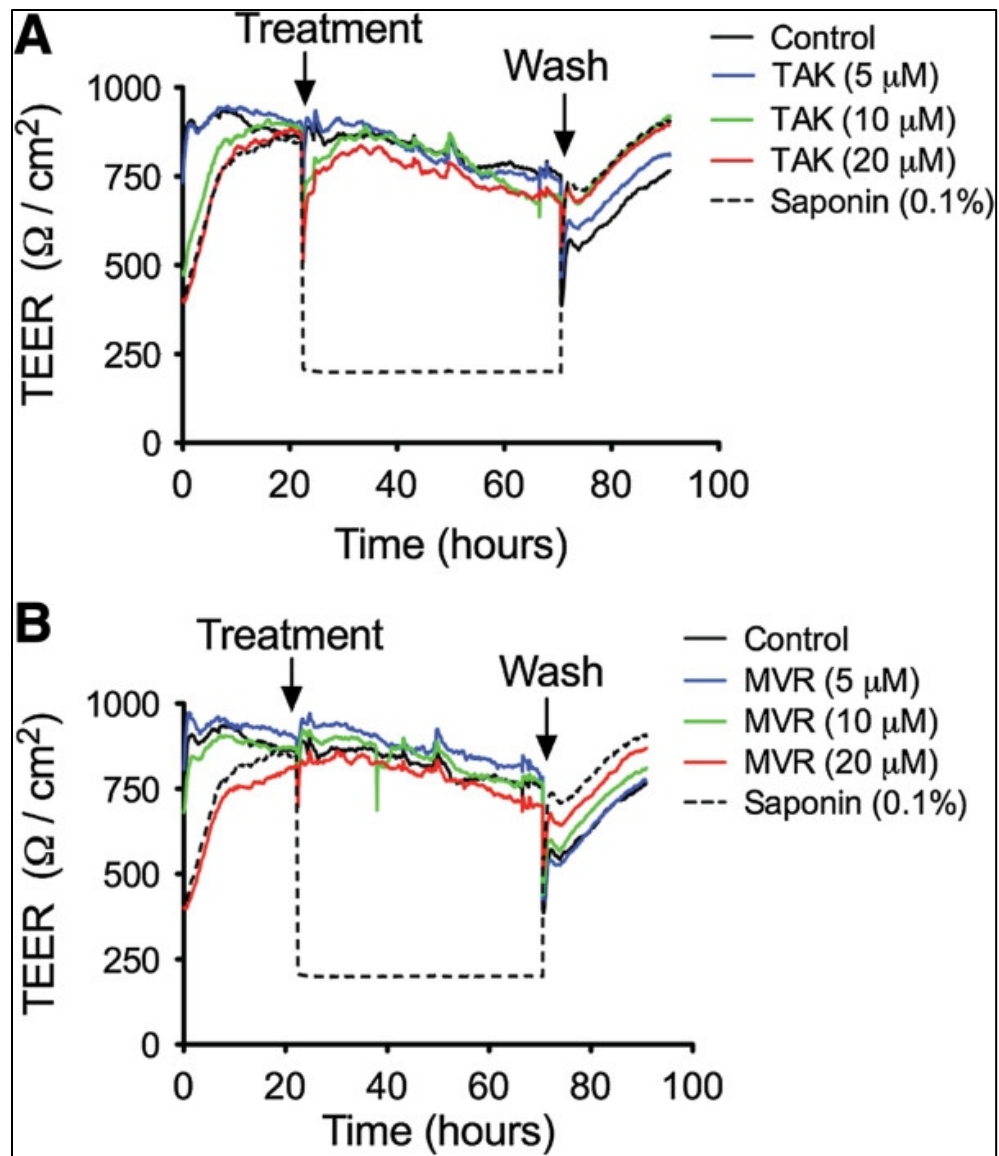 A
Treatment
Wash
Control
TAK (5 μM)
TAK (10 μM)
TAK (20 μM)
Saponin (0.1%)
TEER (Ω / cm²)
1000
750
500
250
0
0 20 40 60 80 100
Time (hours)
B
Treatment
Wash
Control
MVR (5 μM)
MVR (10 μM)
MVR (20 μM)
Saponin (0.1%)
TEER (Ω / cm²)
1000
750
500
250
0
0 20 40 60 80 100
Time (hours)